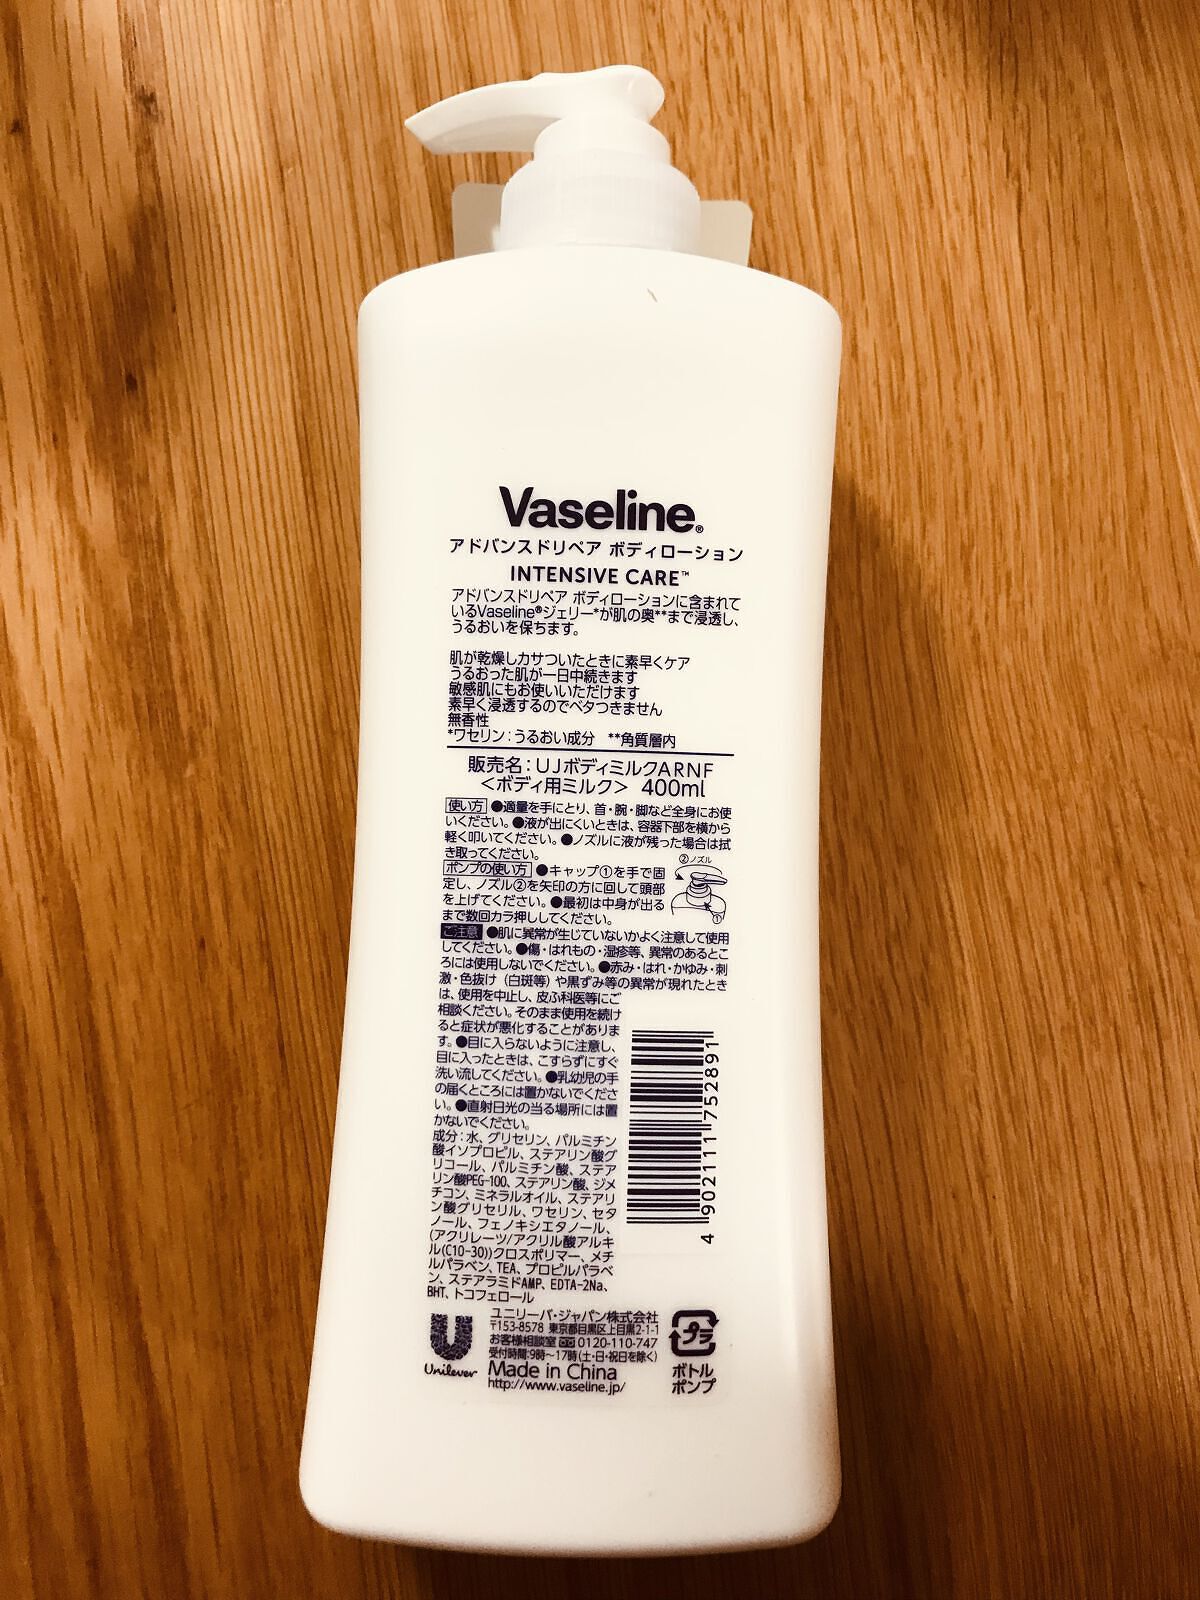 Vaseline®
アドバンスドリペア ボディローション
INTENSIVE CARE™
アドバンスドリペア ボディローションに含まれて
いるVaseline®ジェリー*が肌の奥**まで浸透し、
うるおいを保ちます。
肌が乾燥しカサついたときに素早くケア
うるおった肌が一日中続きます
敏感肌にもお使いいただけます
素早く浸透するのでベタつきません
無香性
*ワセリン:うるおい成分 **角質層内
販売名:UJボディミルクARNF
<ボディ用ミルク> 400ml
使い方 ●適量を手にとり、首・腕・脚など全身にお使
いください。●液が出にくいときは、容器下部を横から
軽く叩いてください。●ノズルに液が残った場合は拭
き取ってください。
ポンプの使い方 ●キャップ①を手で固
定し、ノズル②を矢印の方に回して頭部
を上げてください。●最初は中身が出る
まで数回カラ押ししてください。
②ノズル
①
ご注意 ●肌に異常が生じていないかよく注意して使用
してください。●傷・はれもの・湿疹等、異常のあるとこ
ろには使用しないでください。●赤み・はれ・かゆみ・刺
激・色抜け(白斑等)や黒ずみ等の異常が現れたとき
は、使用を中止し、皮ふ科医等にご
相談ください。そのまま使用を続け
ると症状が悪化することがありま
す。●目に入らないように注意し、
目に入ったときは、こすらずにすぐ
洗い流してください。●乳幼児の手
の届くところには置かないでくださ
い。●直射日光の当る場所には置
かないでください。
成分:水、グリセリン、パルミチン
酸イソプロピル、ステアリン酸グ
リコール、パルミチン酸、ステア
リン酸PEG-100、ステアリン酸、ジメ
チコン、ミネラルオイル、ステアリ
ン酸グリセリル、ワセリン、セタ
ノール、フェノキシエタノール、
(アクリレーツ/アクリル酸アルキ
ル(C10-30))クロスポリマー、メチ
ルパラベン、TEA、プロピルパラベ
ン、ステアラミドAMP、EDTA-2Na、
BHT、トコフェロール
4 902111 752891
Unilever
ユニリーバ・ジャパン株式会社
〒153-8578 東京都目黒区上目黒2-1-1
お客様相談室 0120-110-747
受付時間:9時〜17時(土・日・祝日を除く)
Made in China
http://www.vaseline.jp/
プラ
ボトル
ポンプ